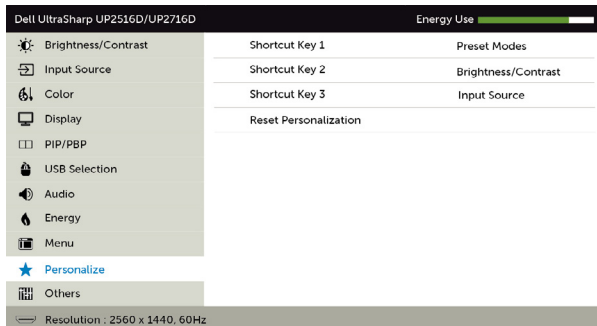 Dell UltraSharp UP2516D/UP2716D Energy Use
Brightness/Contrast Shortcut Key 1 Preset Modes
Input Source Shortcut Key 2 Brightness/Contrast
Color Shortcut Key 3 Input Source
Display Reset Personalization
PIP/PBP
USB Selection
Audio
Energy
Menu
Personalize
Others
Resolution : 2560 x 1440, 60Hz